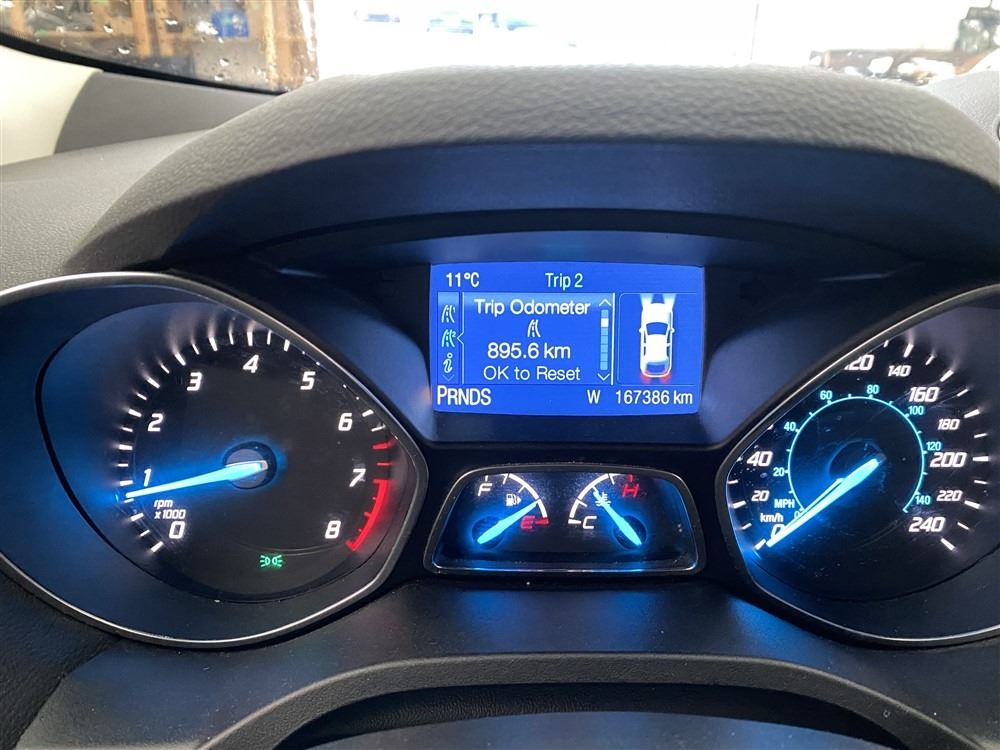 11°C Trip 2
Trip Odometer
895.6 km
OK to Reset
PRNDS W 167386 km
0 1 2 3 4 5 6 7 8
rpm
x1000
F E
C H
0 20 40 120 140 160 180 200 220 240
km/h
0 20 40 60 80 100 120 140
MPH